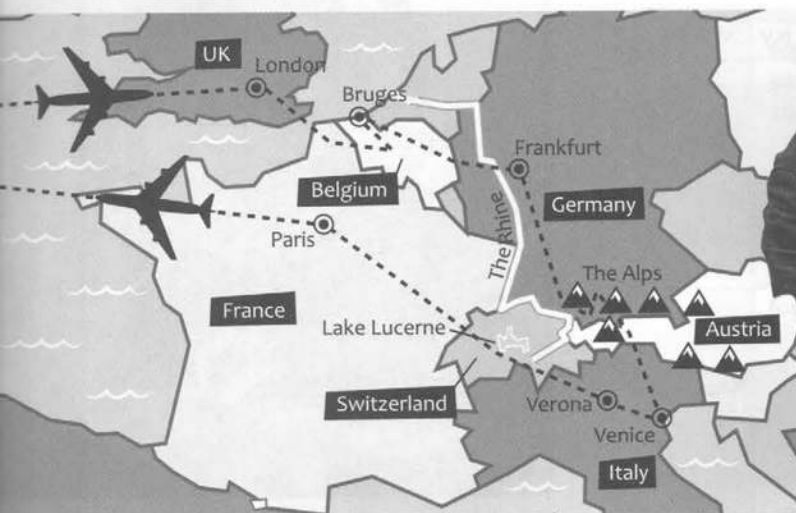 UK
London
Bruges
Frankfurt
Belgium
Germany
Paris
The Rhine
The Alps
France
Lake Lucerne
Austria
Switzerland
Verona
Venice
Italy